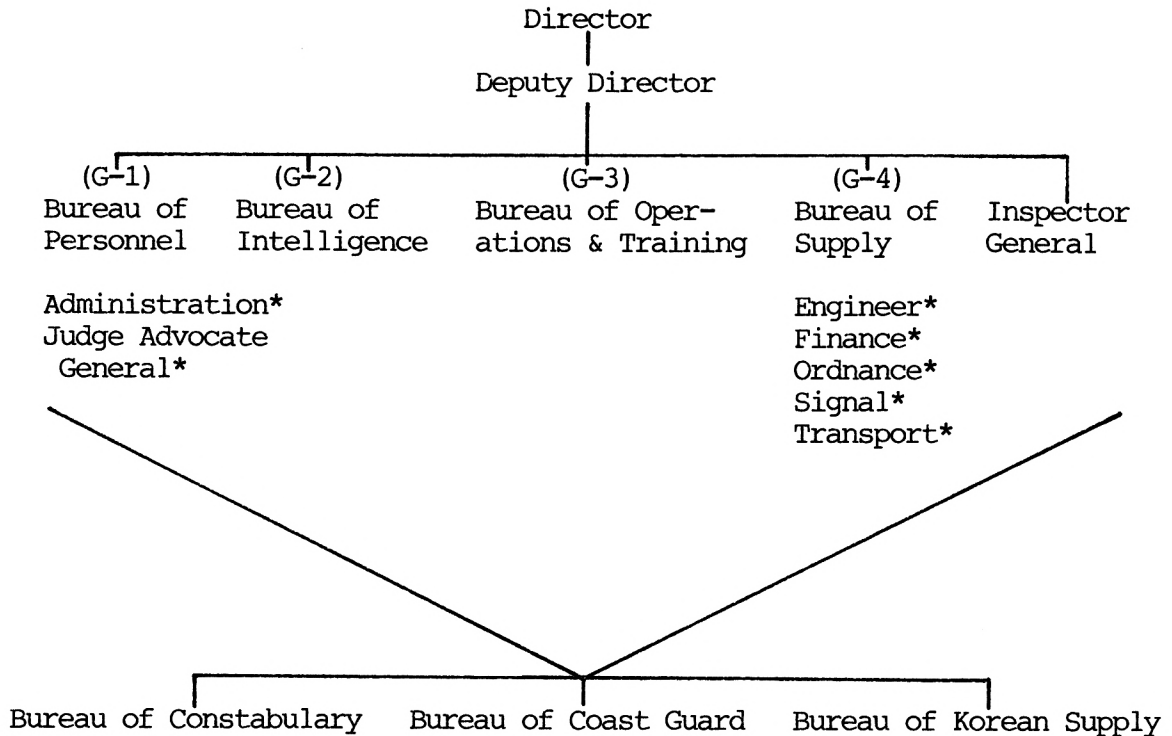 Director
Deputy Director
(G-1) (G-2) (G-3) (G-4)
Bureau of Bureau of Bureau of Oper- Bureau of Inspector
Personnel Intelligence ations & Training Supply General
Administration* Engineer*
Judge Advocate Finance*
General* Ordnance*
Signal*
Transport*
Bureau of Constabulary Bureau of Coast Guard Bureau of Korean Supply